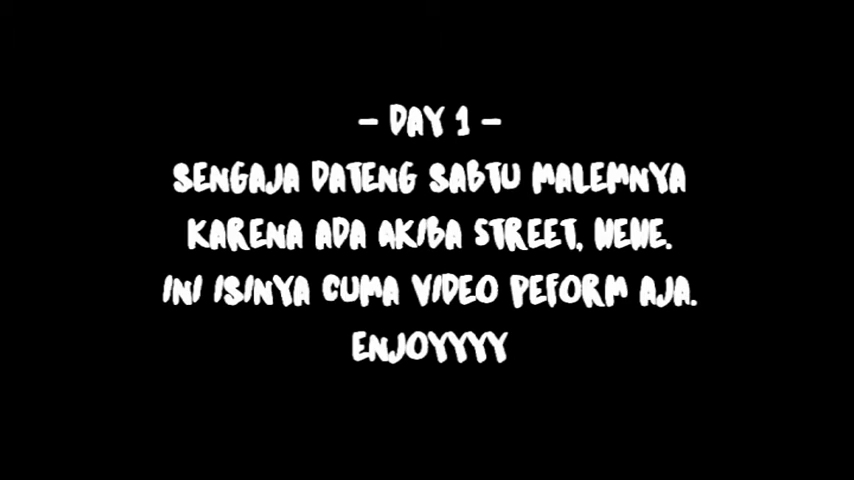 - DAY 1 -
SENGAJA DATENG SABTU MALEMNYA
KARENA ADA AKIBA STREET, HEHE.
INI ISINYA CUMA VIDEO PEFORM AJA.
ENJOYYYY